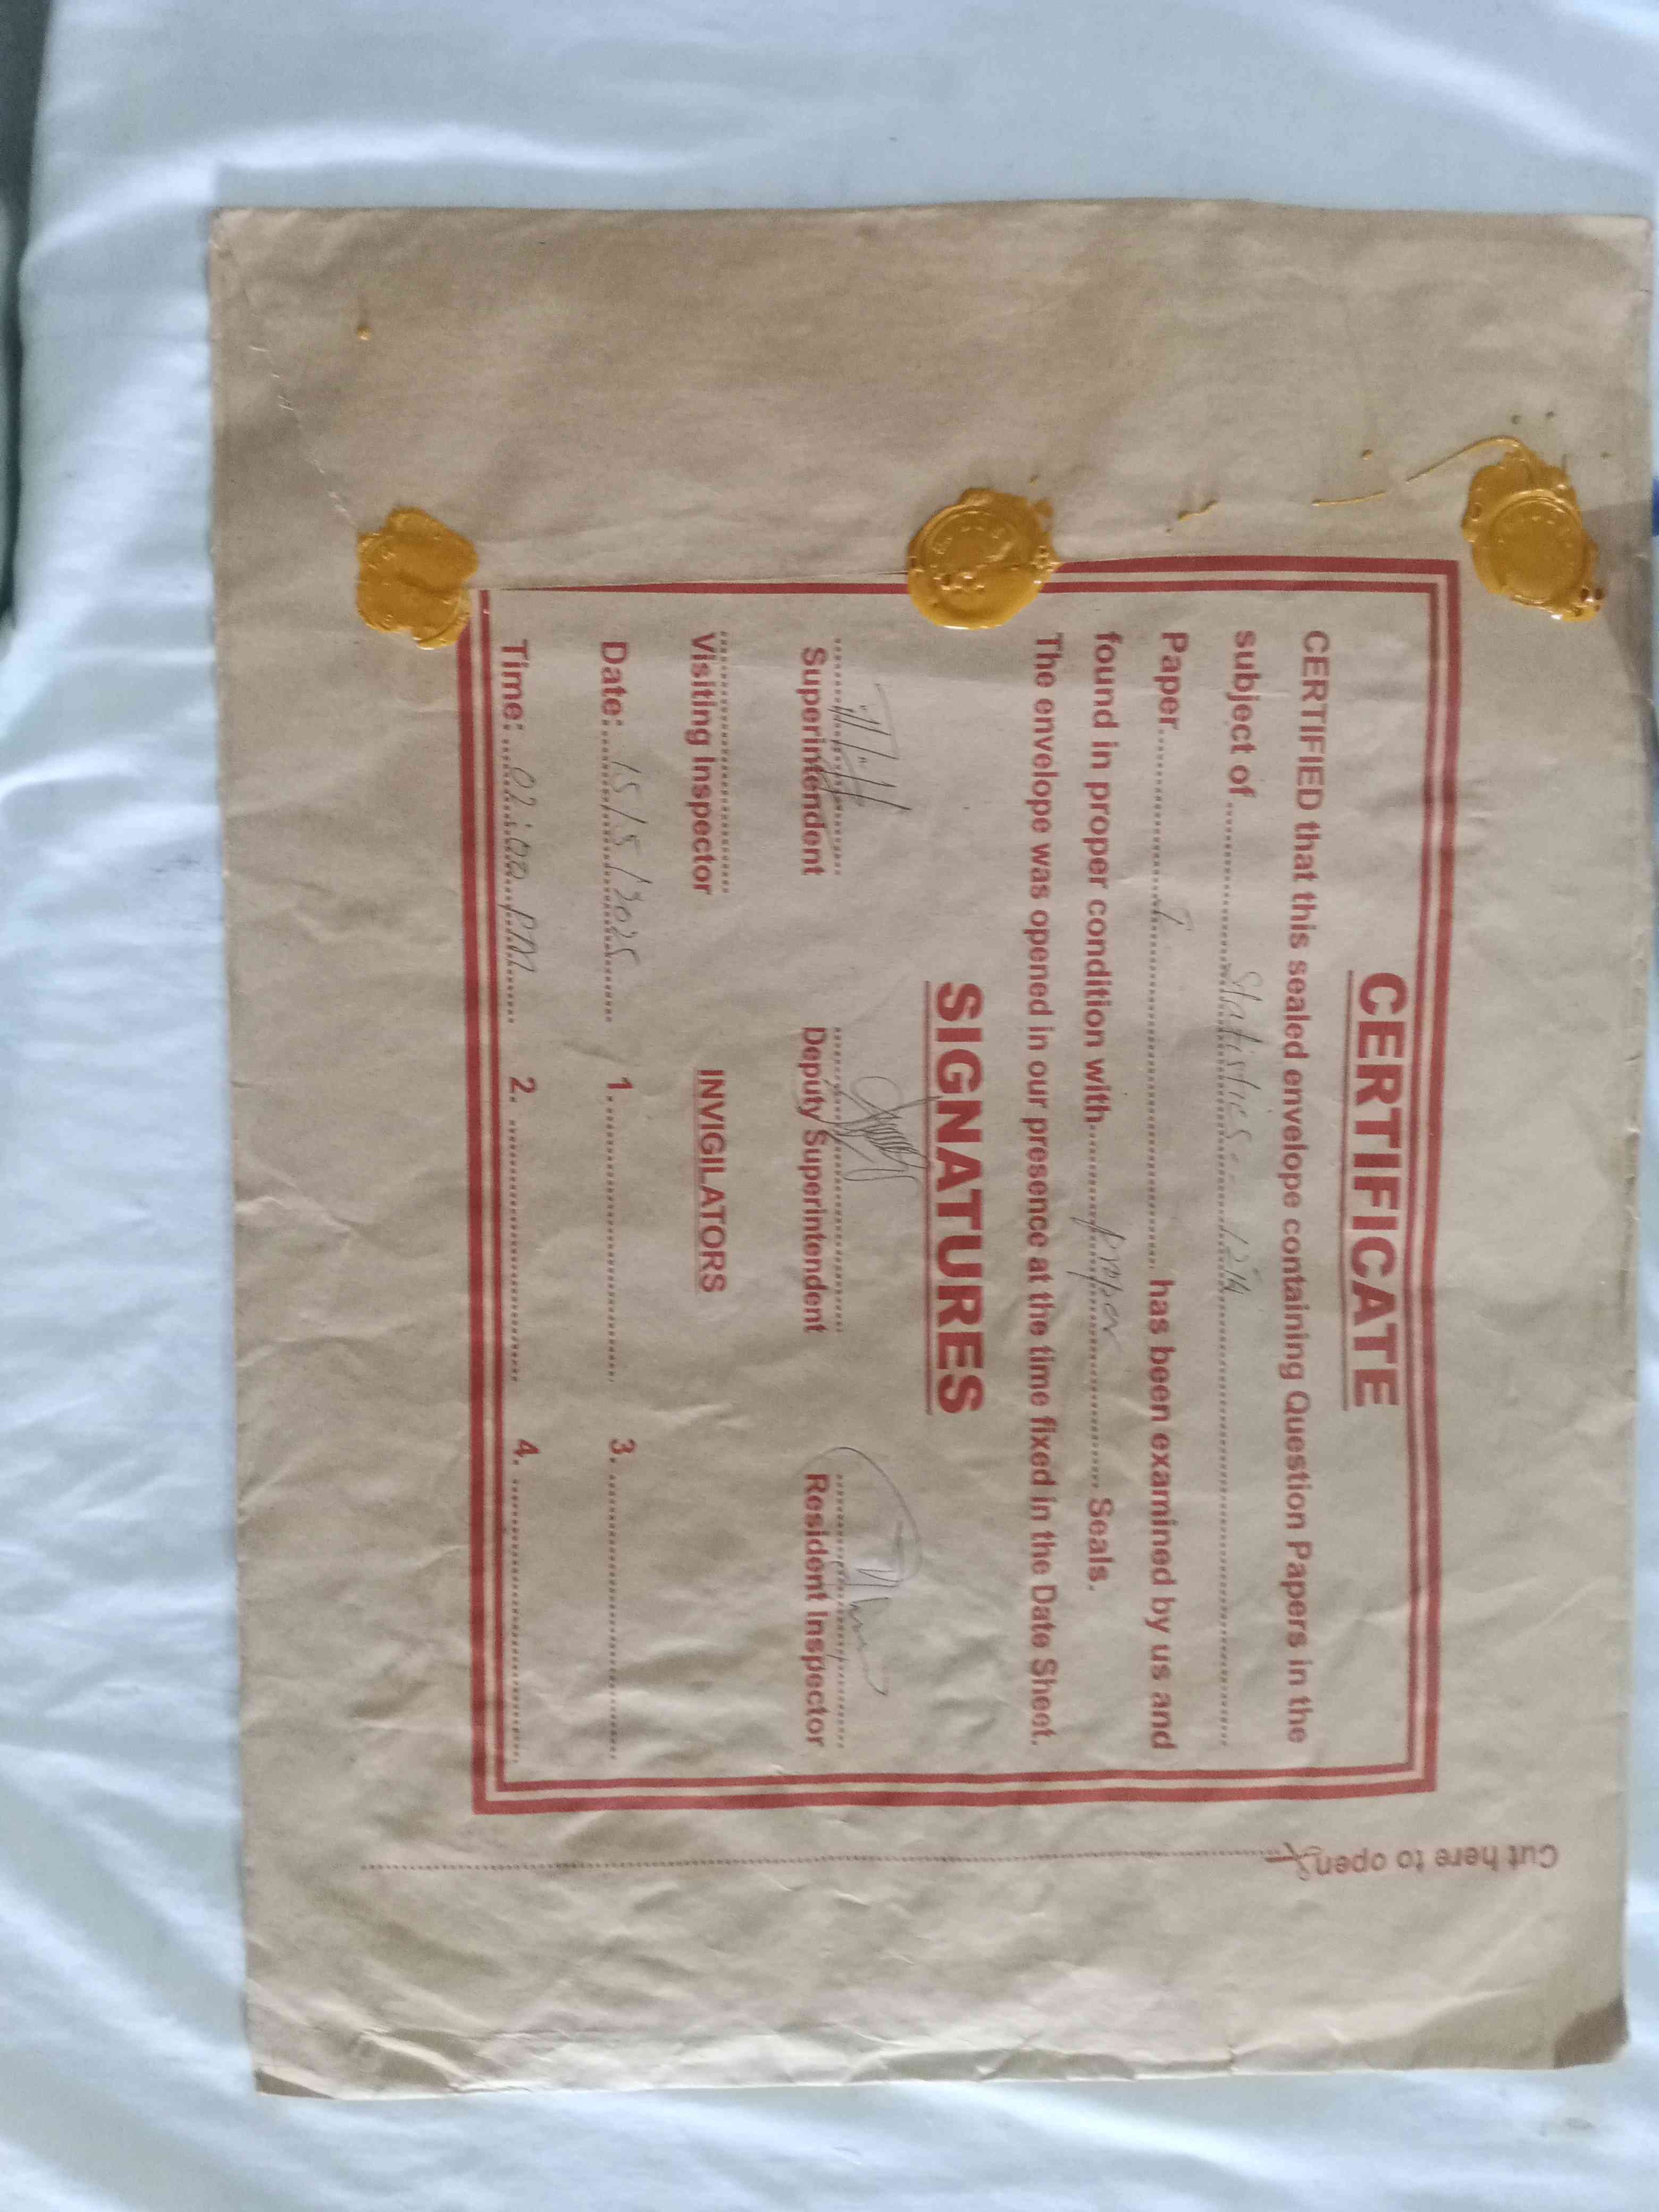 CERTIFICATE
CERTIFIED that this sealed envelope containing Question Papers in the
subject of Statistics - 12th
Paper has been examined by us and
found in proper condition with proper Seals.
The envelope was opened in our presence at the time fixed in the Date Sheet.
SIGNATURES
Superintendent Deputy Superintendent Resident Inspector
Visiting Inspector INVIGILATORS
Date: 15/5/2025 1. 3.
Time: 02:00 PM 2. 4.
Cut here to open